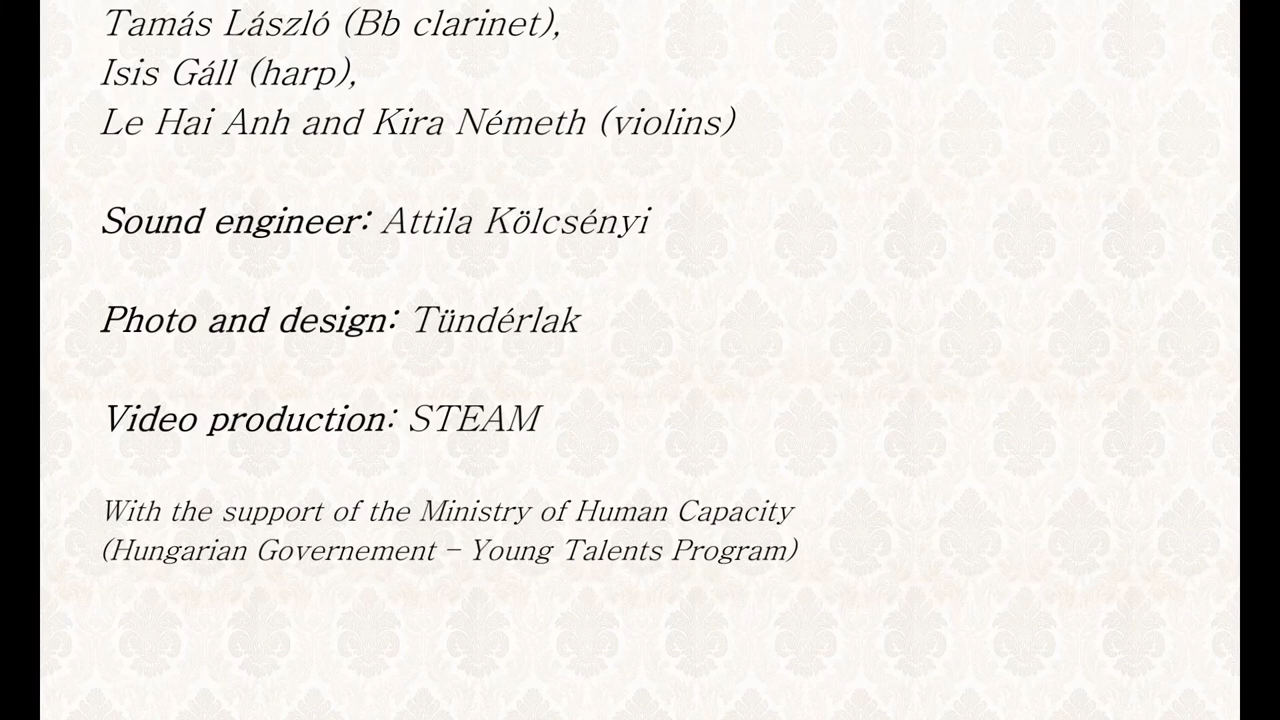 Tamás László (Bb clarinet),
Isis Gáll (harp),
Le Hai Anh and Kira Németh (violins)
Sound engineer: Attila Kölcsényi
Photo and design: Tündérlak
Video production: STEAM
With the support of the Ministry of Human Capacity
(Hungarian Governement – Young Talents Program)